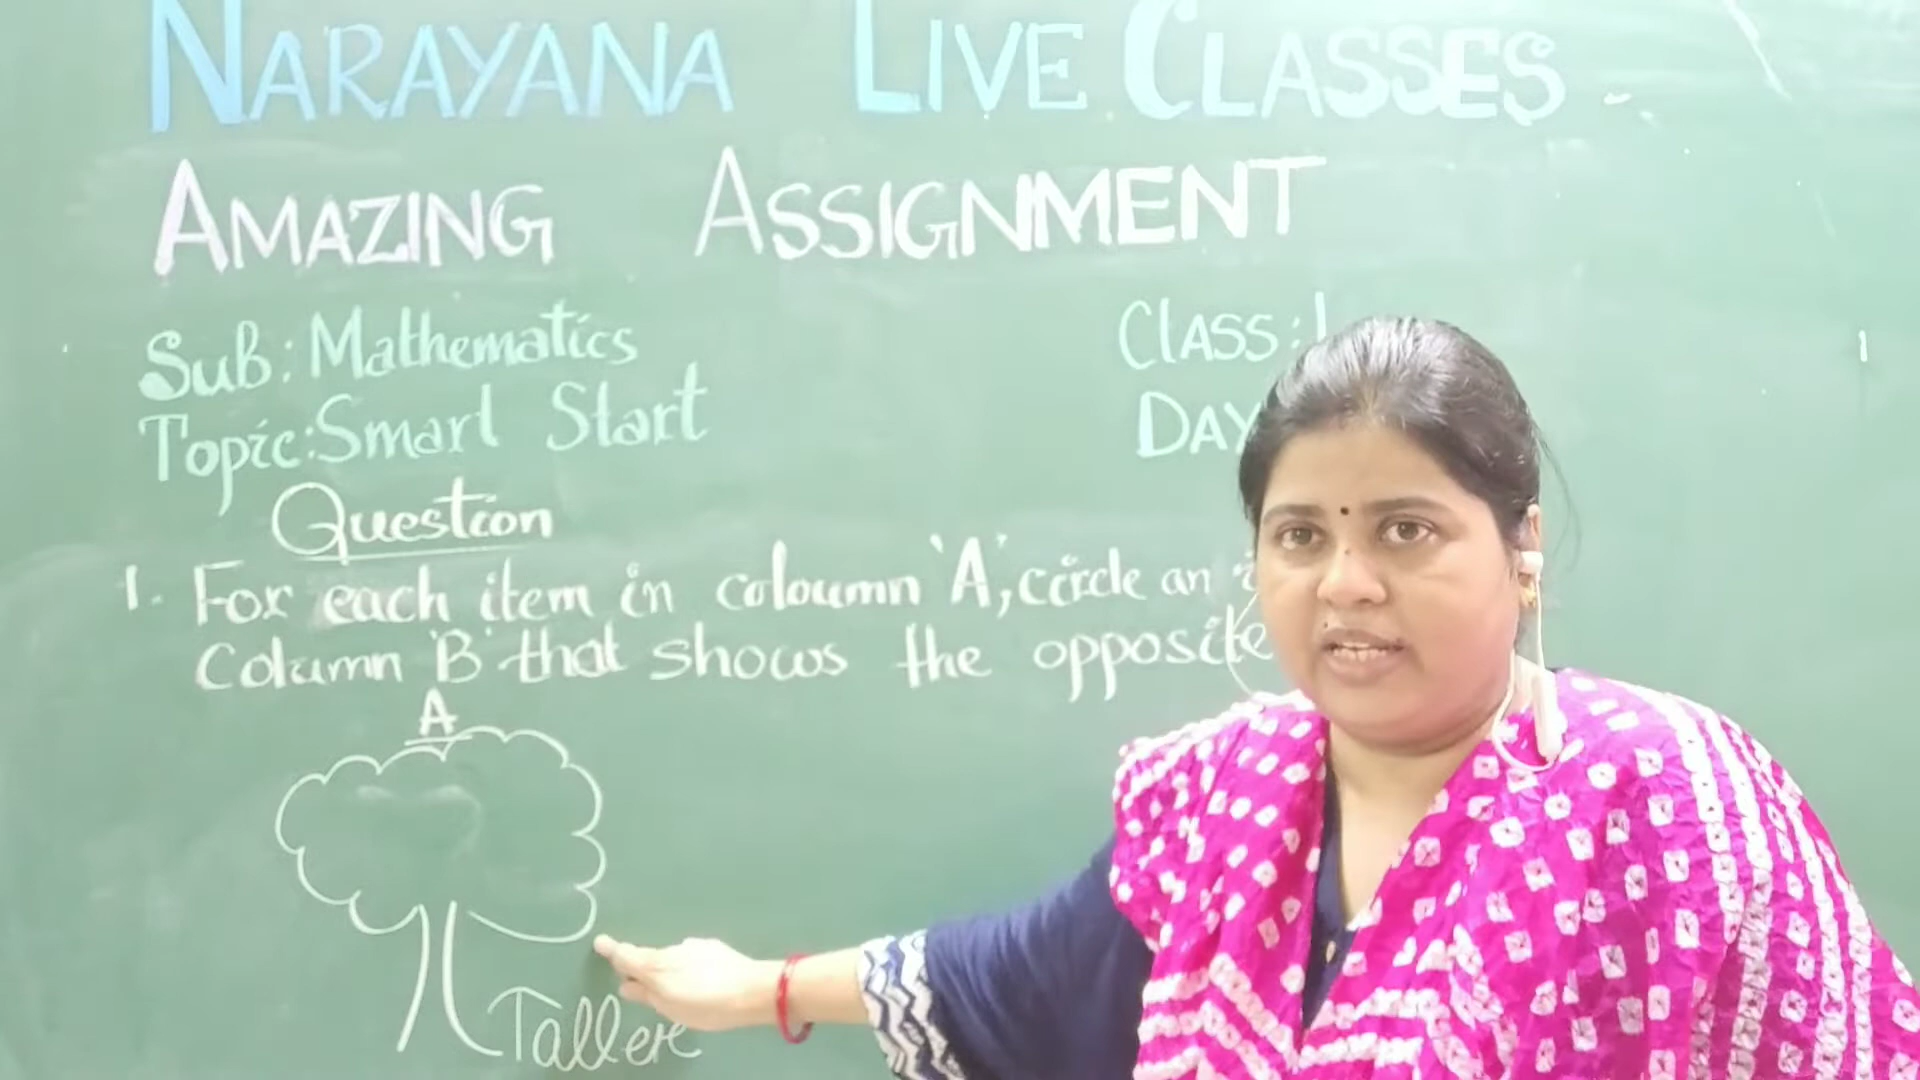 NARAYANA LIVE CLASSES
AMAZING ASSIGNMENT
Sub: Mathematics
Class: I
Topic: Smart Start
DAY
Question
1. For each item in coloumn 'A', circle an
Column 'B' that shows the opposite
A
Taller